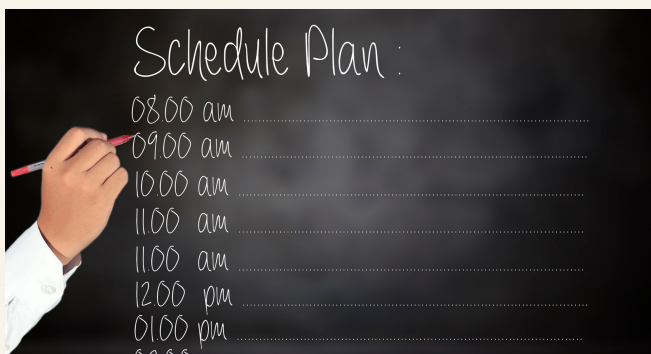 Schedule Plan :
08.00 am ................................................................
09.00 am ................................................................
10.00 am ................................................................
11.00 am ................................................................
11.00 am ................................................................
12.00 pm ................................................................
01.00 pm ................................................................